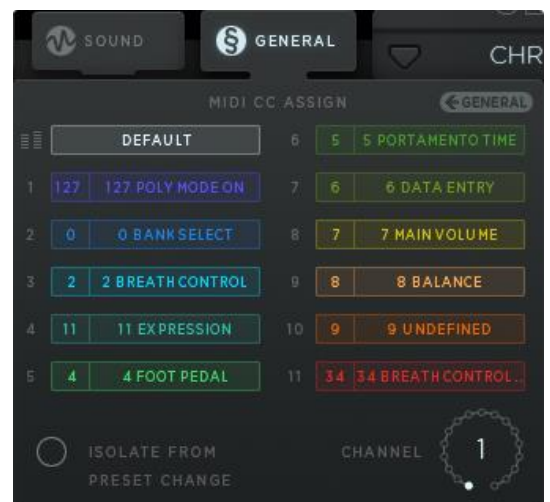 SOUND
§ GENERAL
CHR
MIDI CC ASSIGN
GENERAL
DEFAULT
1 127 127 POLY MODE ON
2 0 0 BANK SELECT
3 2 2 BREATH CONTROL
4 11 11 EXPRESSION
5 4 4 FOOT PEDAL
6 5 5 PORTAMENTO TIME
7 6 6 DATA ENTRY
8 7 7 MAIN VOLUME
9 8 8 BALANCE
10 9 9 UNDEFINED
11 34 34 BREATH CONTROL..
ISOLATE FROM
PRESET CHANGE
CHANNEL 1